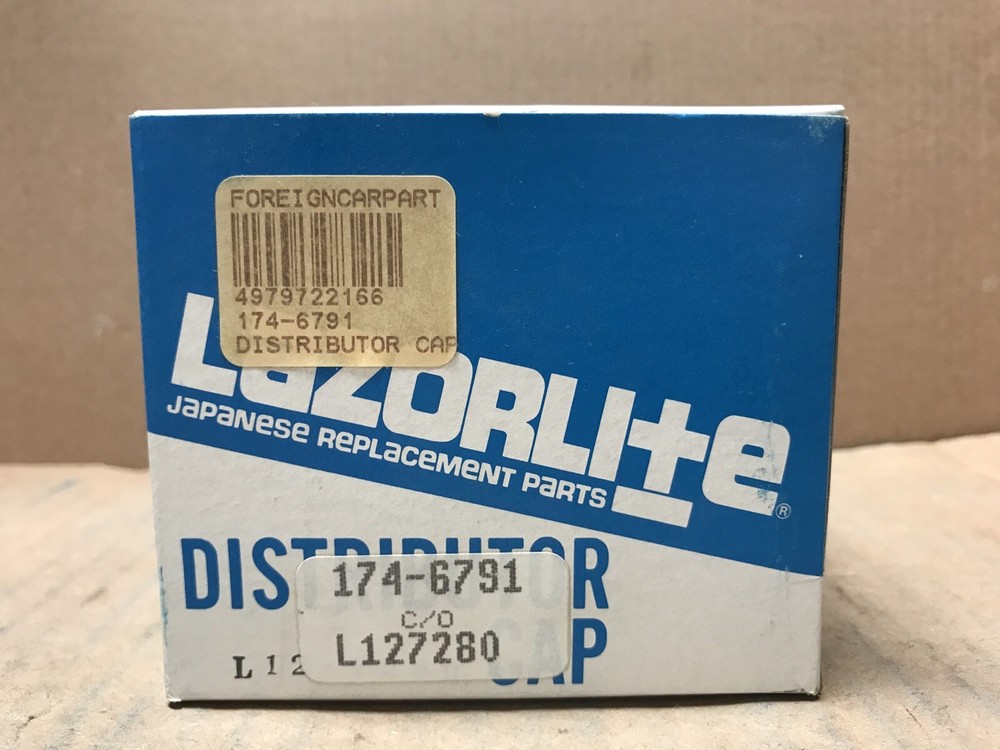 FOREIGNCARPART
4979722166
174-6791
DISTRIBUTOR CAP
LazORLite
JaPaNese RePLacemeNT PaRTs
®
DISTRIBUTOR
174-6791
C/O
L127280
CAP
L12